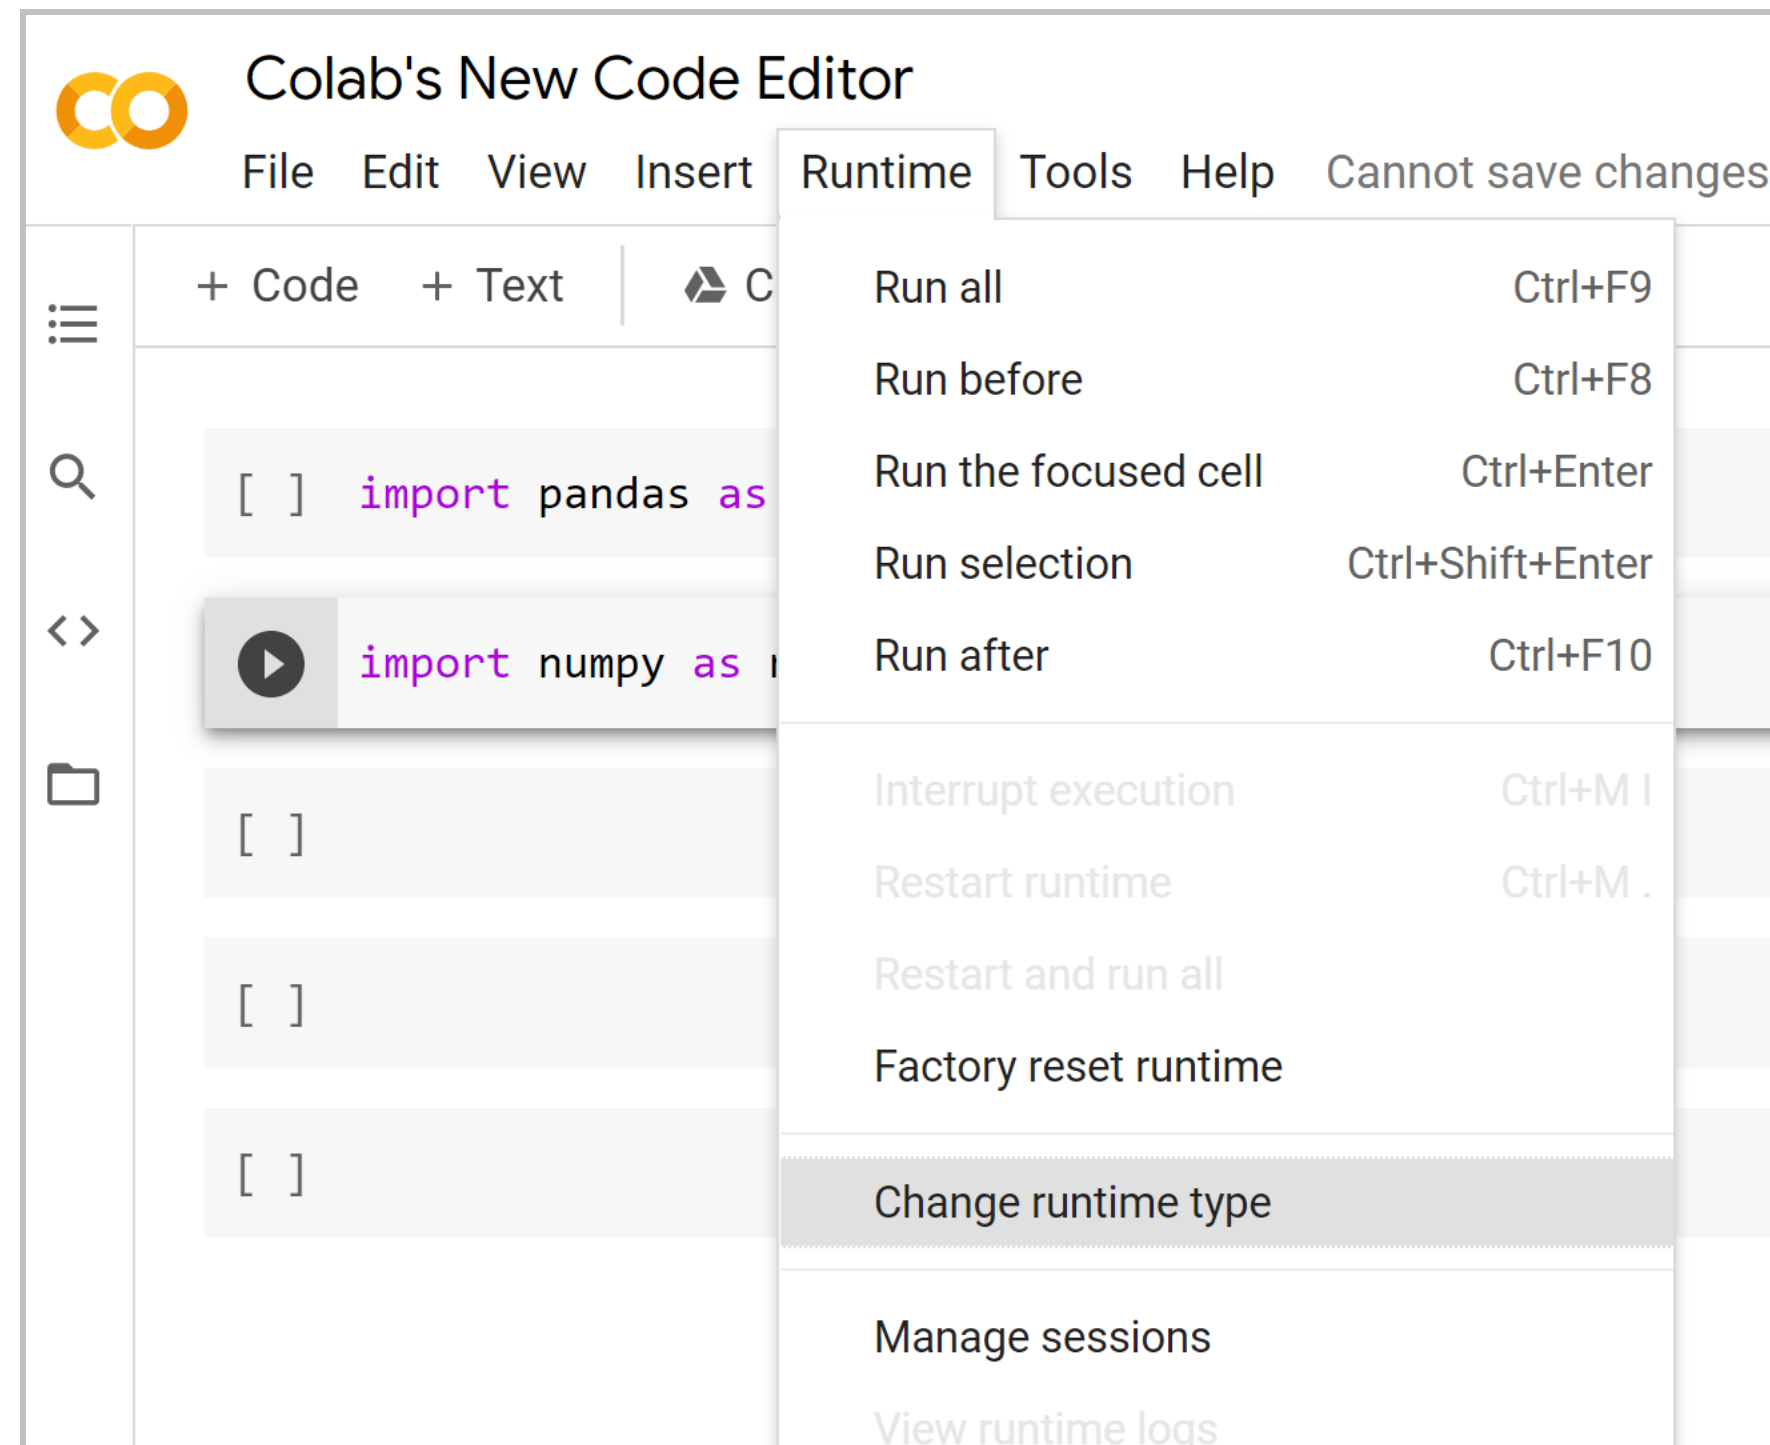 Colab's New Code Editor
File Edit View Insert Runtime Tools Help Cannot save changes
+ Code + Text C
Run all Ctrl+F9
Run before Ctrl+F8
Run the focused cell Ctrl+Enter
Run selection Ctrl+Shift+Enter
Run after Ctrl+F10
Interrupt execution Ctrl+M I
Restart runtime Ctrl+M .
Restart and run all
Factory reset runtime
Change runtime type
Manage sessions
View runtime logs
[ ] import pandas as
import numpy as
[ ]
[ ]
[ ]